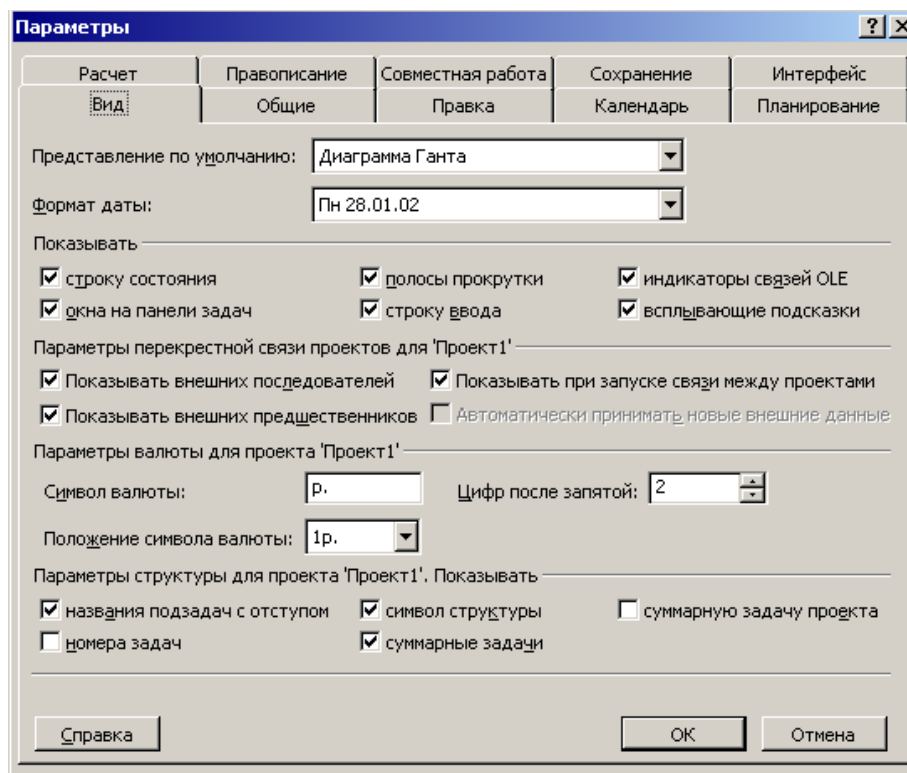 Параметры
Расчет Правописание Совместная работа Сохранение Интерфейс
Вид Общие Правка Календарь Планирование
Представление по умолчанию: Диаграмма Ганта
Формат даты: Пн 28.01.02
Показывать
строку состояния полосы прокрутки индикаторы связей OLE
окна на панели задач строку ввода всплывающие подсказки
Параметры перекрестной связи проектов для 'Проект1'
Показывать внешних последователей Показывать при запуске связи между проектами
Показывать внешних предшественников Автоматически принимать новые внешние данные
Параметры валюты для проекта 'Проект1'
Символ валюты: р. Цифр после запятой: 2
Положение символа валюты: 1р.
Параметры структуры для проекта 'Проект1'. Показывать
названия подзадач с отступом символ структуры суммарную задачу проекта
номера задач суммарные задачи
Справка ОК Отмена